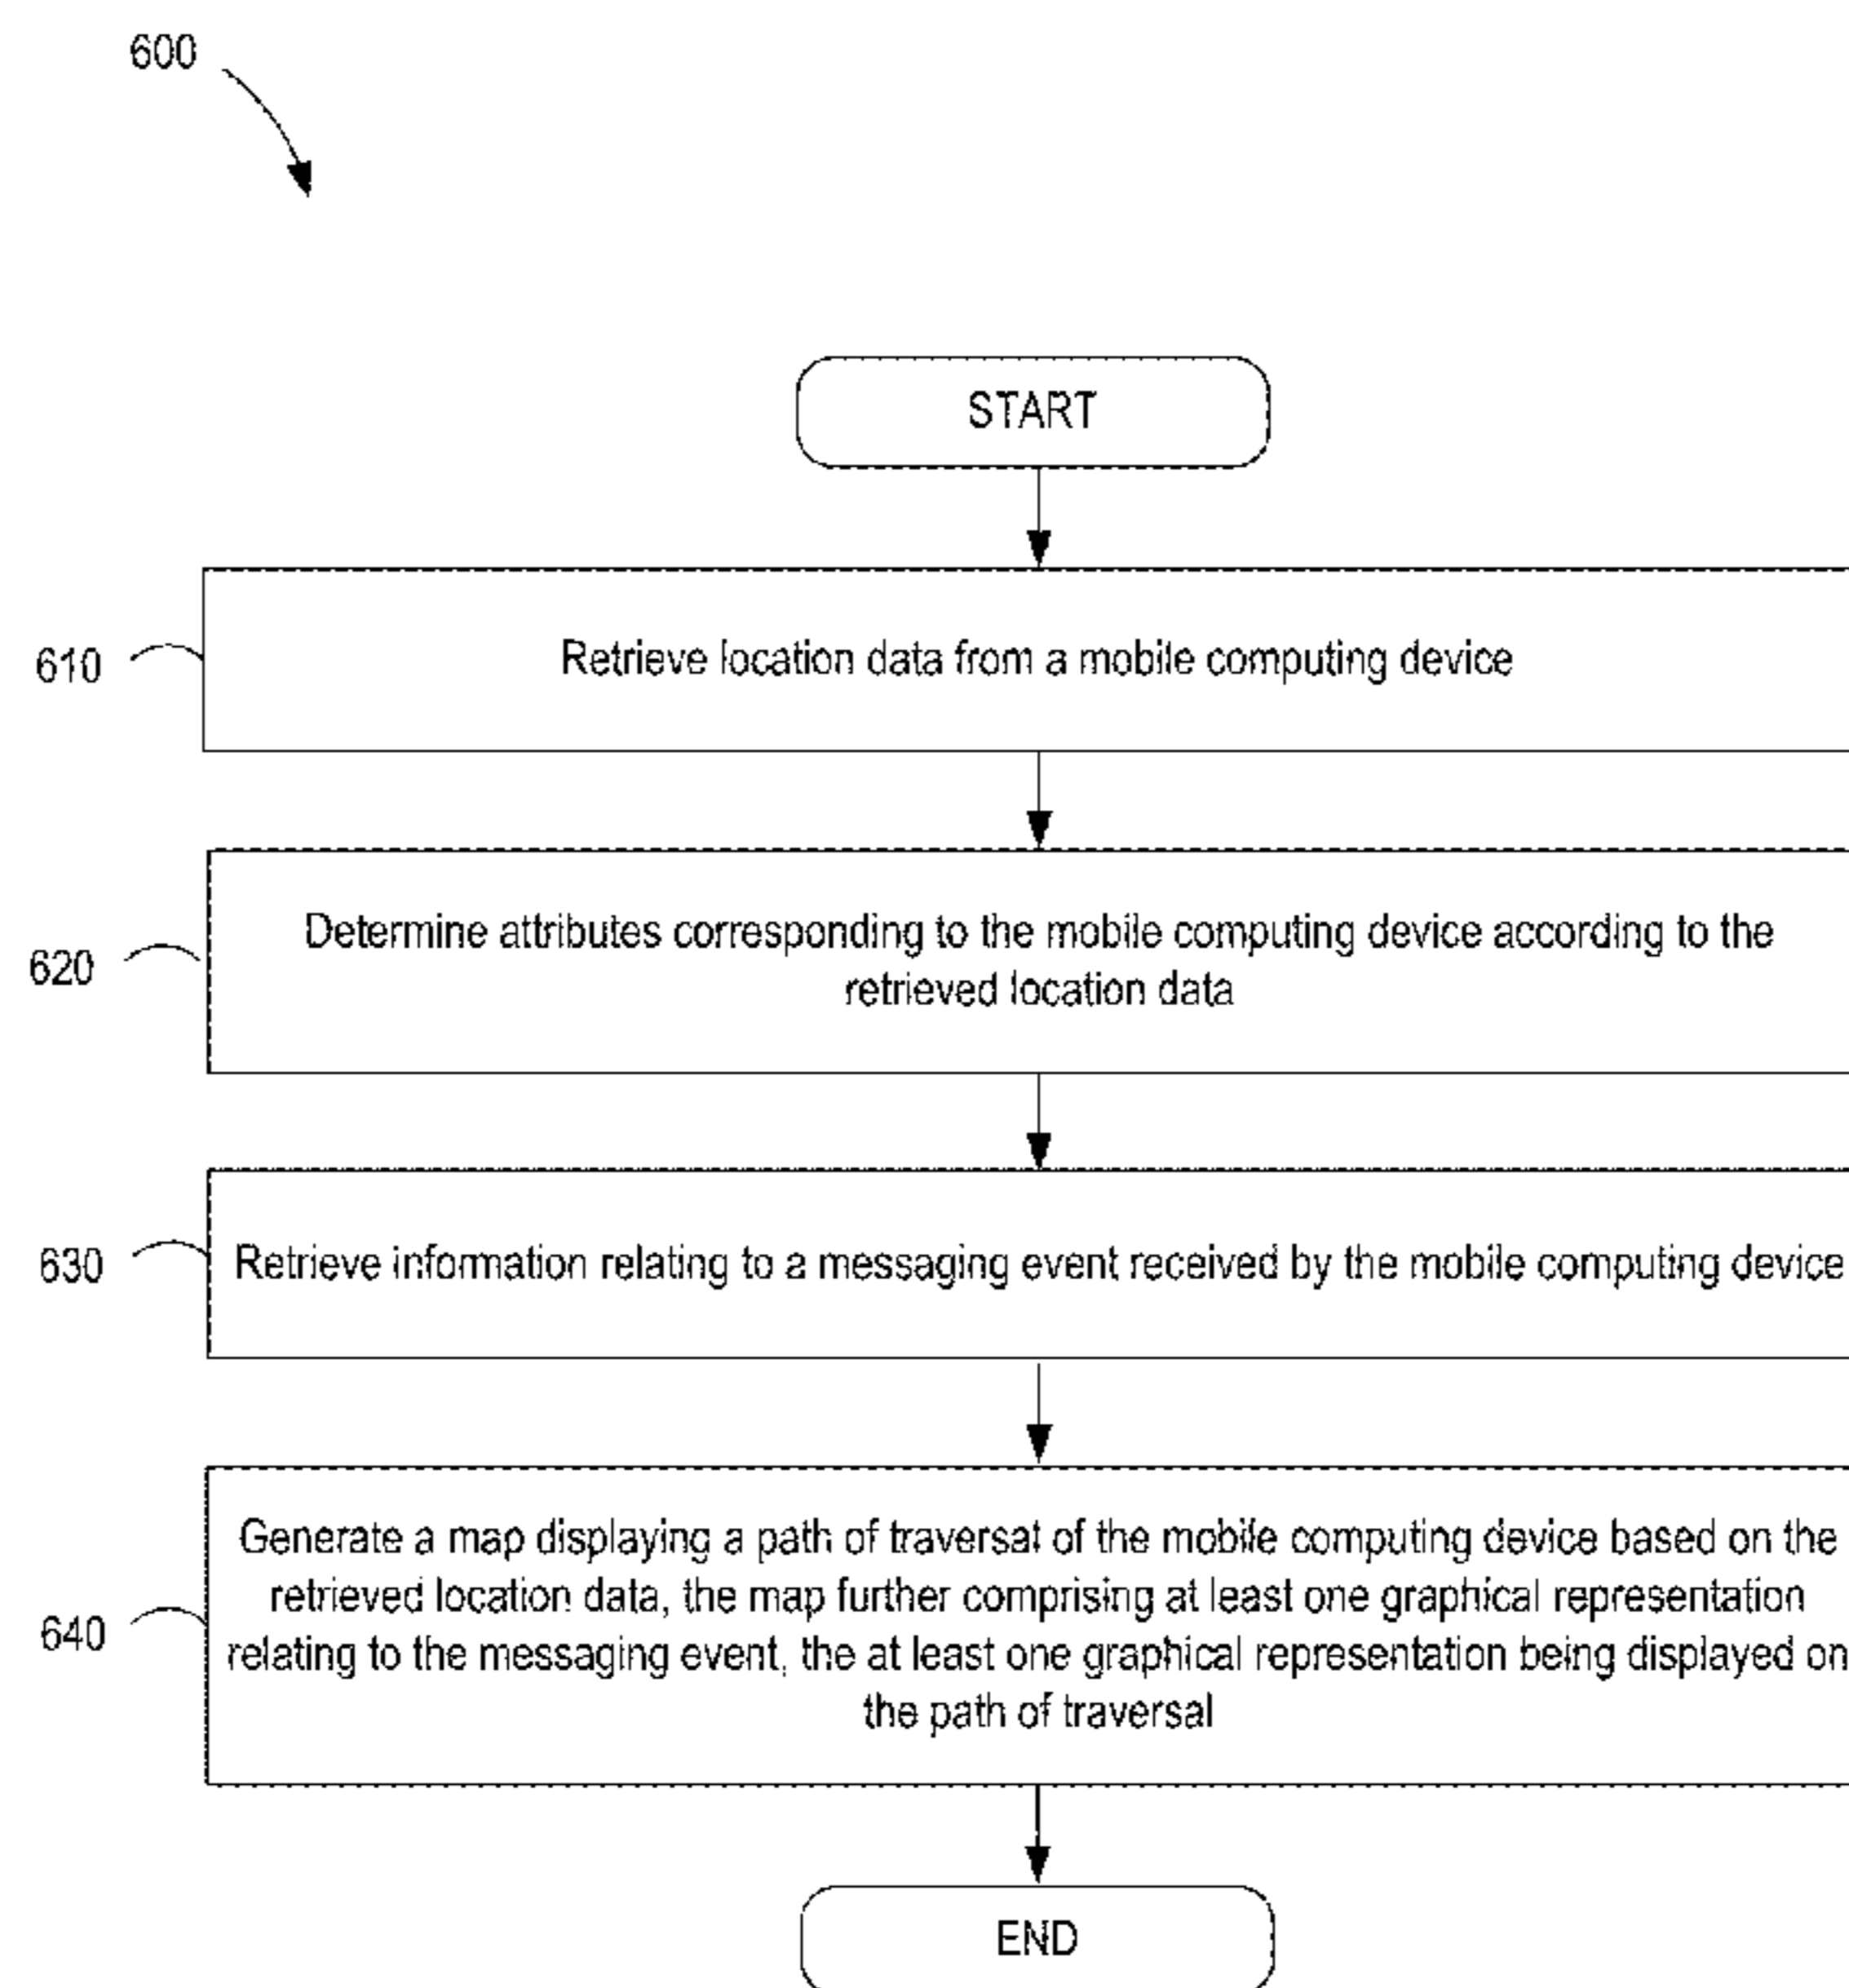 600
START
610
Retrieve location data from a mobile computing device
620
Determine attributes corresponding to the mobile computing device according to the
retrieved location data
630
Retrieve information relating to a messaging event received by the mobile computing device
640
Generate a map displaying a path of traversal of the mobile computing device based on the
retrieved location data, the map further comprising at least one graphical representation
relating to the messaging event, the at least one graphical representation being displayed on
the path of traversal
END